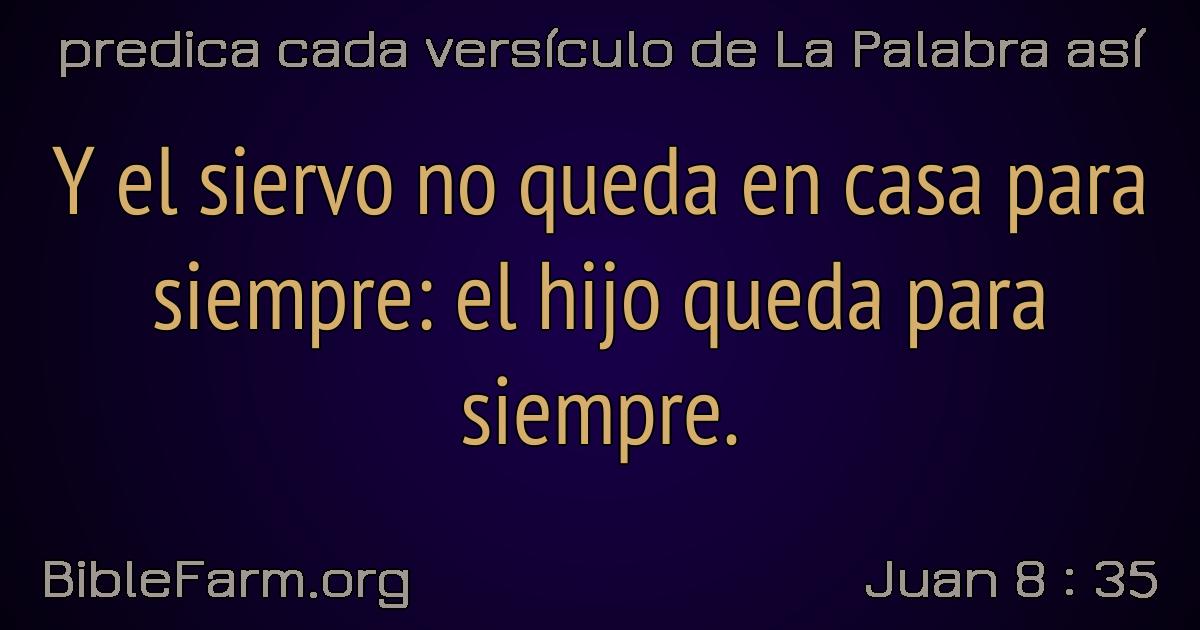 predica cada versículo de La Palabra así
Y el siervo no queda en casa para
siempre: el hijo queda para
siempre.
BibleFarm.org
Juan 8 : 35